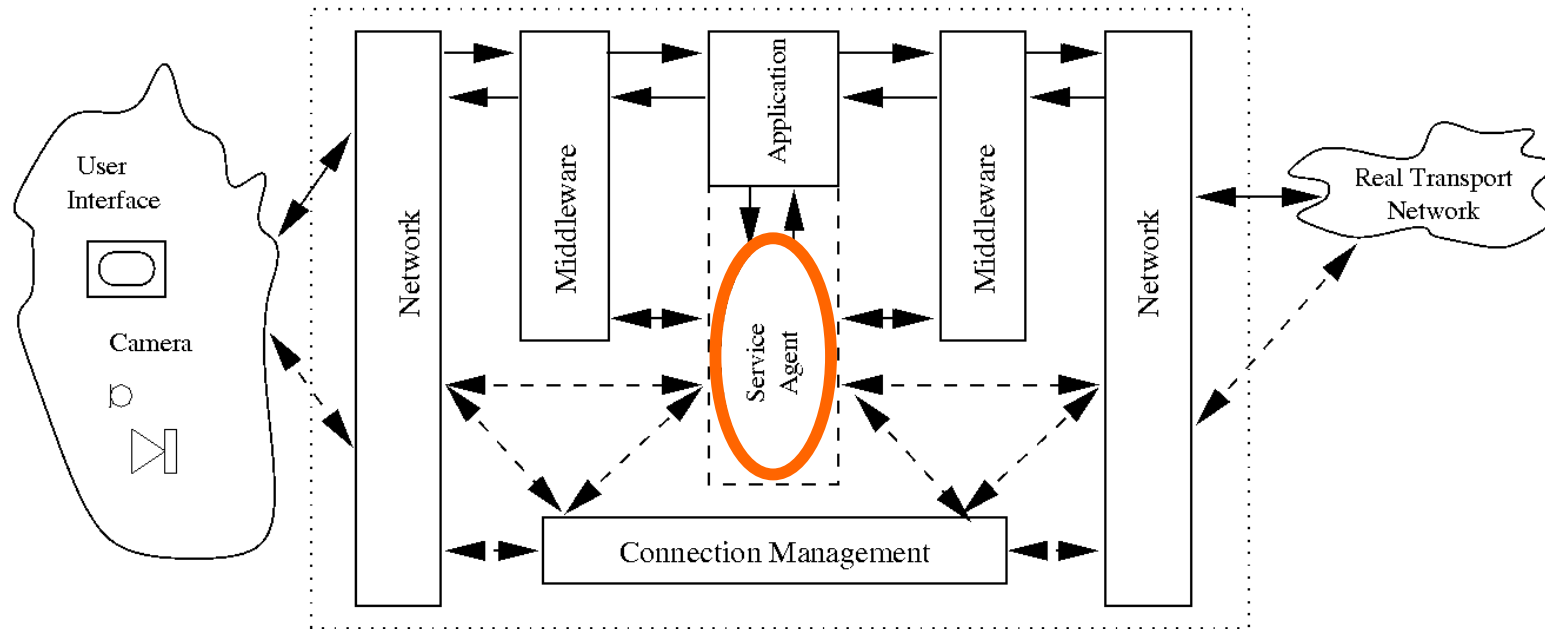 User
Interface
Camera
Network
Middleware
Application
Service
Agent
Connection Management
Middleware
Network
Real Transport
Network